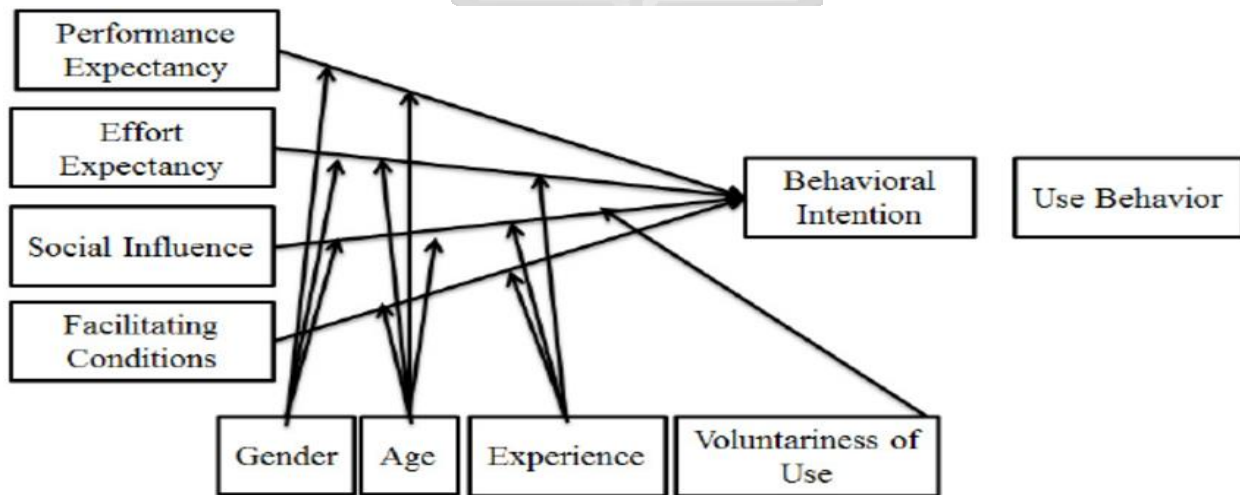 Performance
Expectancy
Effort
Expectancy
Social Influence
Facilitating
Conditions
Behavioral
Intention
Use Behavior
Gender
Age
Experience
Voluntariness of
Use